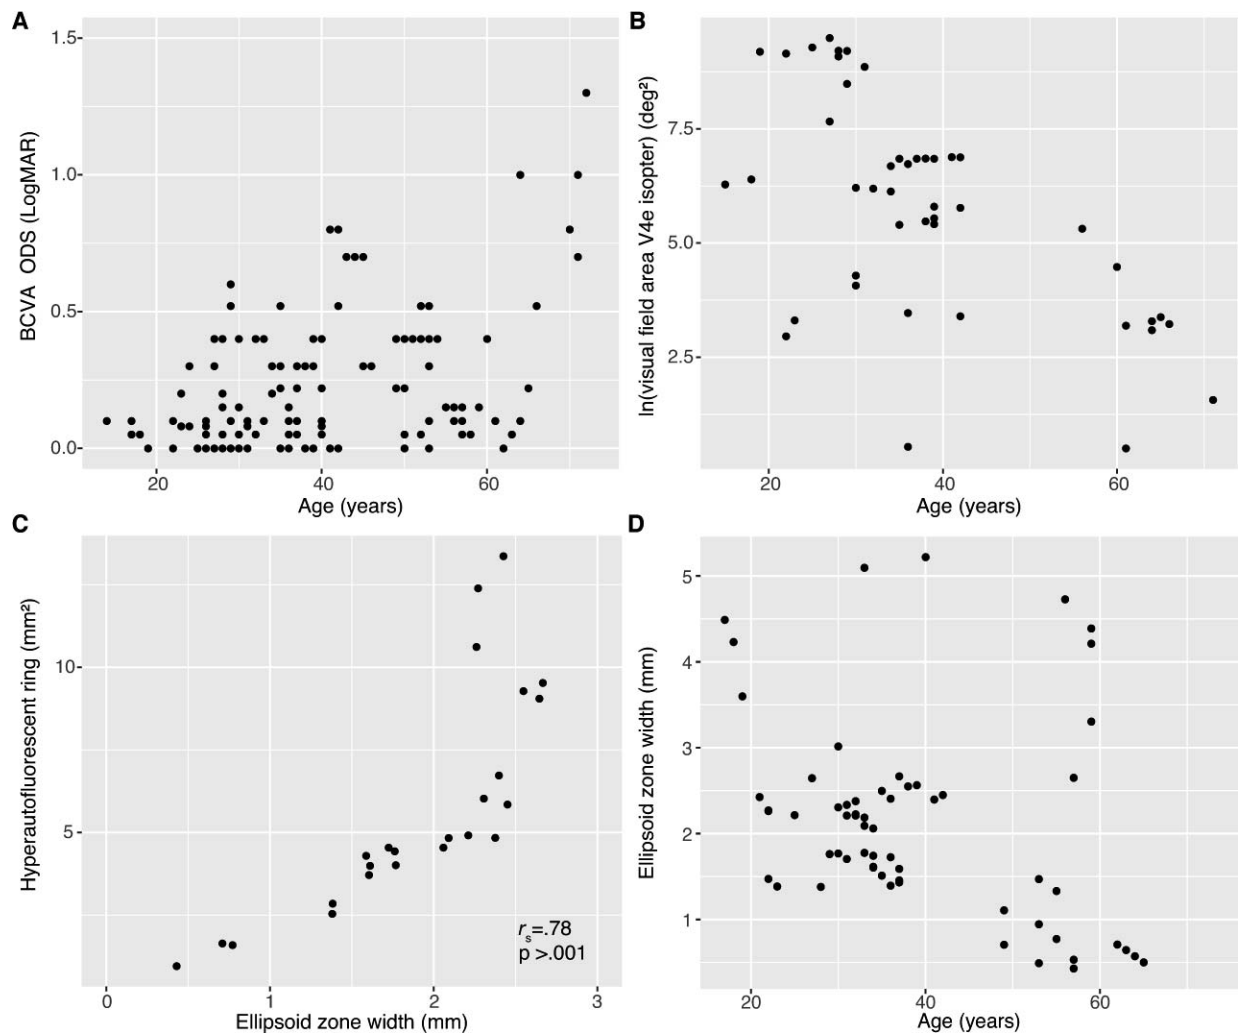 A
BCVA ODS (LogMAR)
1.5
1.0
0.5
0.0
20 40 60
Age (years)
B
ln(visual field area V4e isopter) (deg²)
7.5
5.0
2.5
20 40 60
Age (years)
C
Hyperautofluorescent ring (mm²)
10
5
rs=.78
p >.001
0 1 2 3
Ellipsoid zone width (mm)
D
Ellipsoid zone width (mm)
5
4
3
2
1
20 40 60
Age (years)